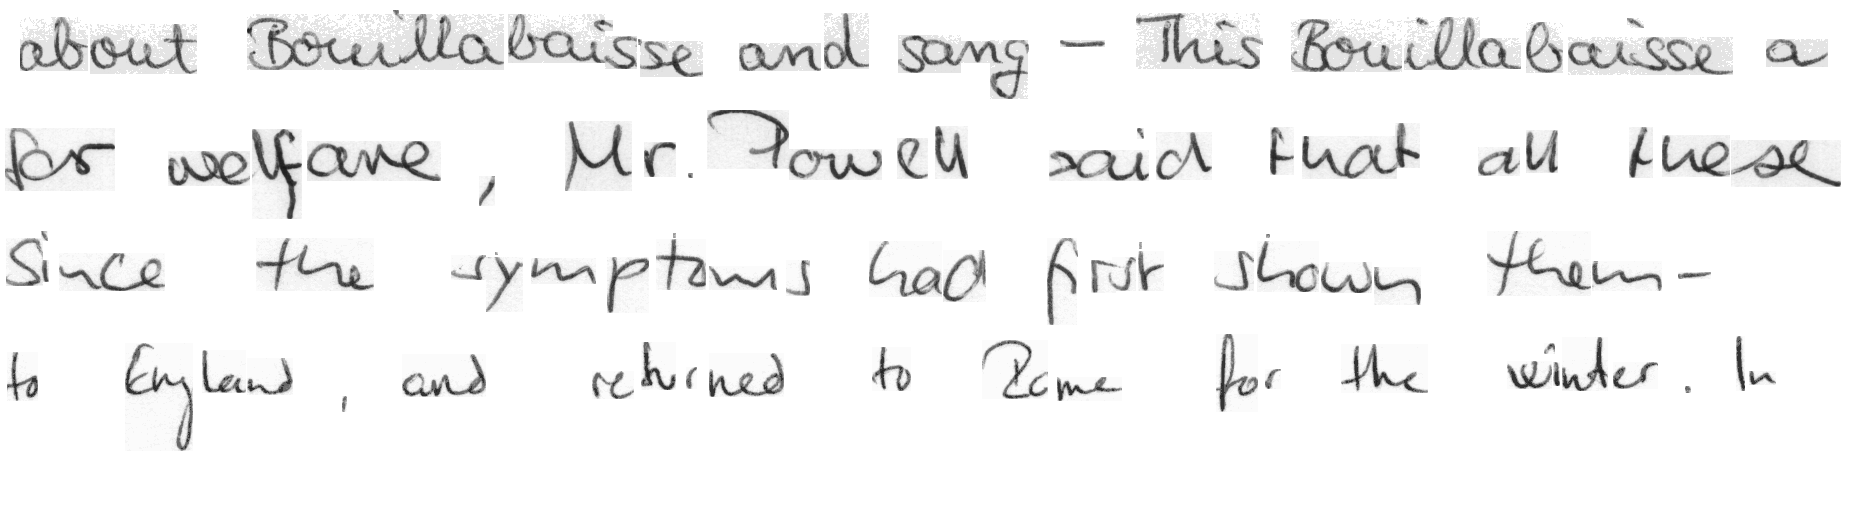 about Bouillabaisse and sang - This Bouillabaisse a
for welfare, Mr. Powell said that all these
Since the symptoms had first shown them-
to England, and returned to Rome for the winter. In